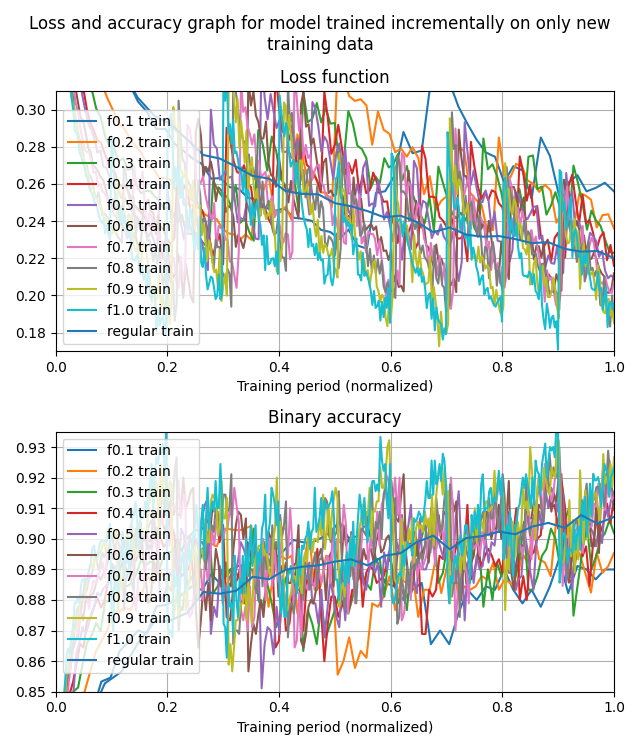 Loss and accuracy graph for model trained incrementally on only new
training data
Loss function
0.30
0.28
0.26
0.24
0.22
0.20
0.18
f0.1 train
f0.2 train
f0.3 train
f0.4 train
f0.5 train
f0.6 train
f0.7 train
f0.8 train
f0.9 train
f1.0 train
regular train
0.0 0.2 0.4 0.6 0.8 1.0
Training period (normalized)
Binary accuracy
0.93
0.92
0.91
0.90
0.89
0.88
0.87
0.86
0.85
f0.1 train
f0.2 train
f0.3 train
f0.4 train
f0.5 train
f0.6 train
f0.7 train
f0.8 train
f0.9 train
f1.0 train
regular train
0.0 0.2 0.4 0.6 0.8 1.0
Training period (normalized)